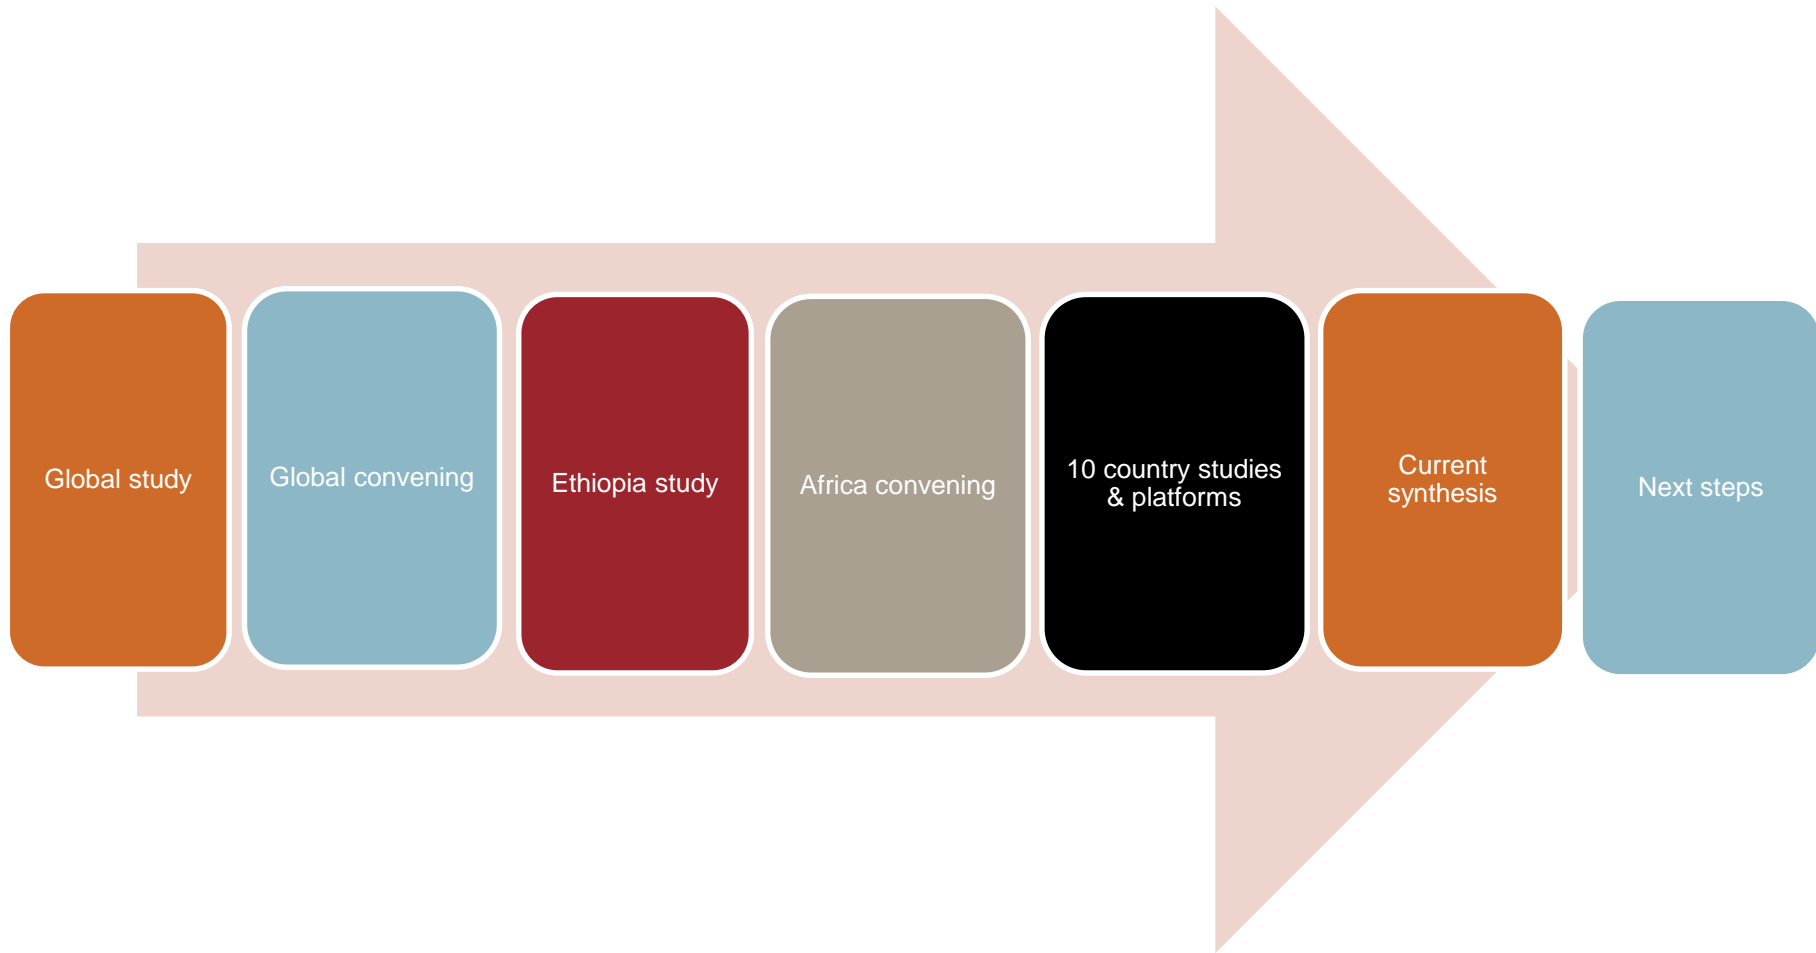 Global study
Global convening
Ethiopia study
Africa convening
10 country studies
& platforms
Current
synthesis
Next steps